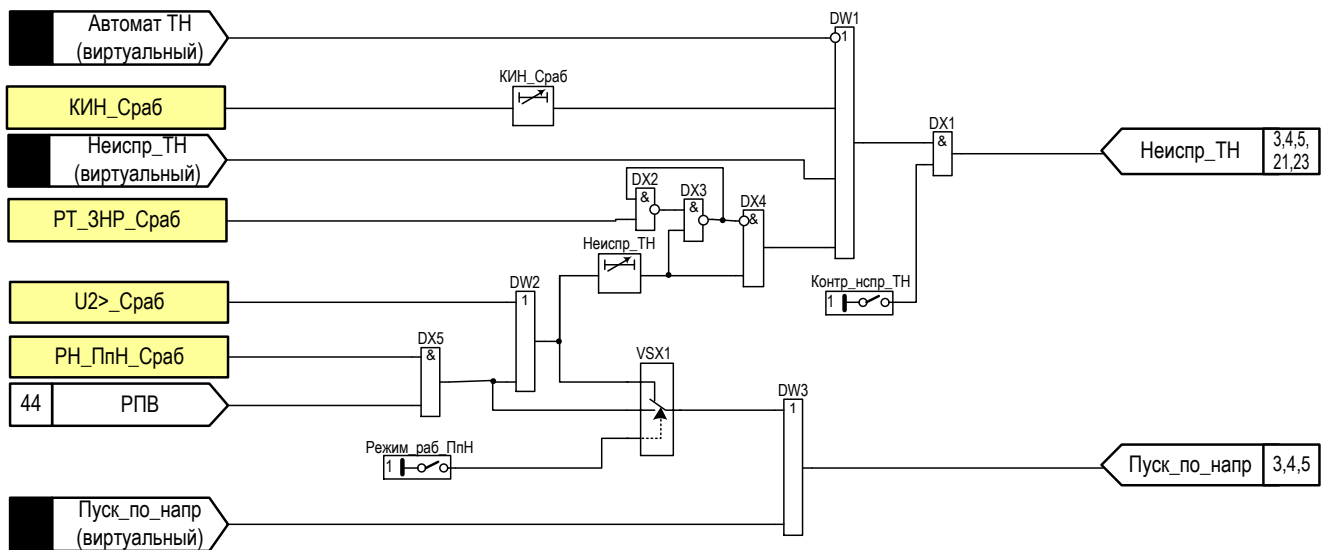 Автомат ТН
(виртуальный)
DW1
1
КИН_Сраб
КИН_Сраб
Неиспр_ТН
(виртуальный)
DX1
&
Неиспр_ТН
3,4,5,
21,23
DX2
&
DX3
&
DX4
&
РТ_ЗНР_Сраб
Неиспр_ТН
Контр_нспр_ТН
1
U2>_Сраб
DW2
1
РН_ПпН_Сраб
DX5
&
VSX1
44
РПВ
DW3
1
Режим_раб_ПпН
1
Пуск_по_напр
3,4,5
Пуск_по_напр
(виртуальный)